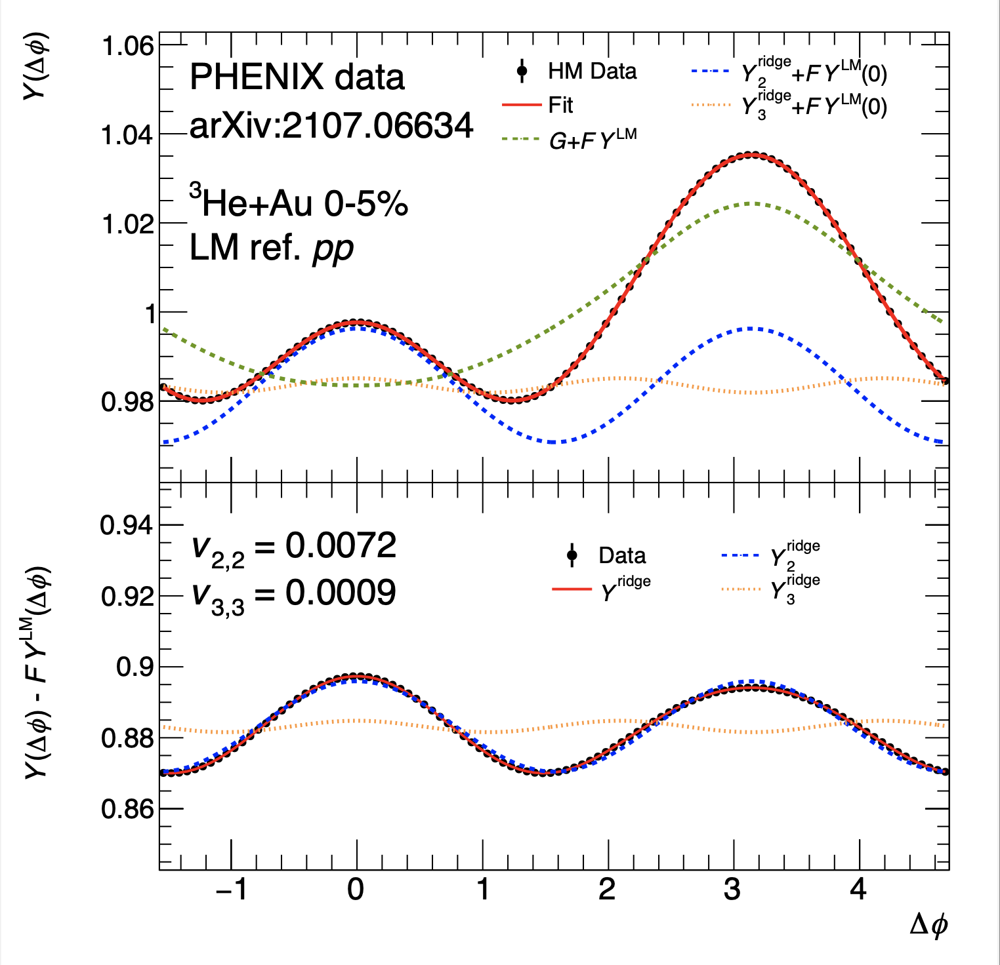 Y(Δϕ)
1.06
1.04
1.02
1
0.98
PHENIX data
arXiv:2107.06634
³He+Au 0-5%
LM ref. pp
HM Data
Fit
G+F Y^LM
Y_2^ridge+F Y^LM(0)
Y_3^ridge+F Y^LM(0)
Y(Δϕ) - F Y^LM(Δϕ)
0.94
0.92
0.9
0.88
0.86
v_2,2 = 0.0072
v_3,3 = 0.0009
Data
Y^ridge
Y_2^ridge
Y_3^ridge
−1 0 1 2 3 4
Δϕ